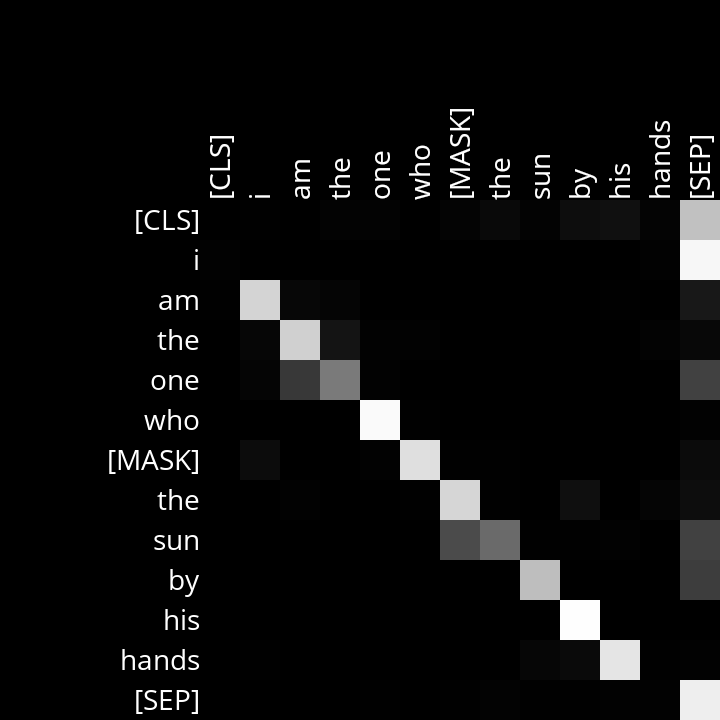 [CLS] i am the one who [MASK] the sun by his hands [SEP]
[CLS]
i
am
the
one
who
[MASK]
the
sun
by
his
hands
[SEP]